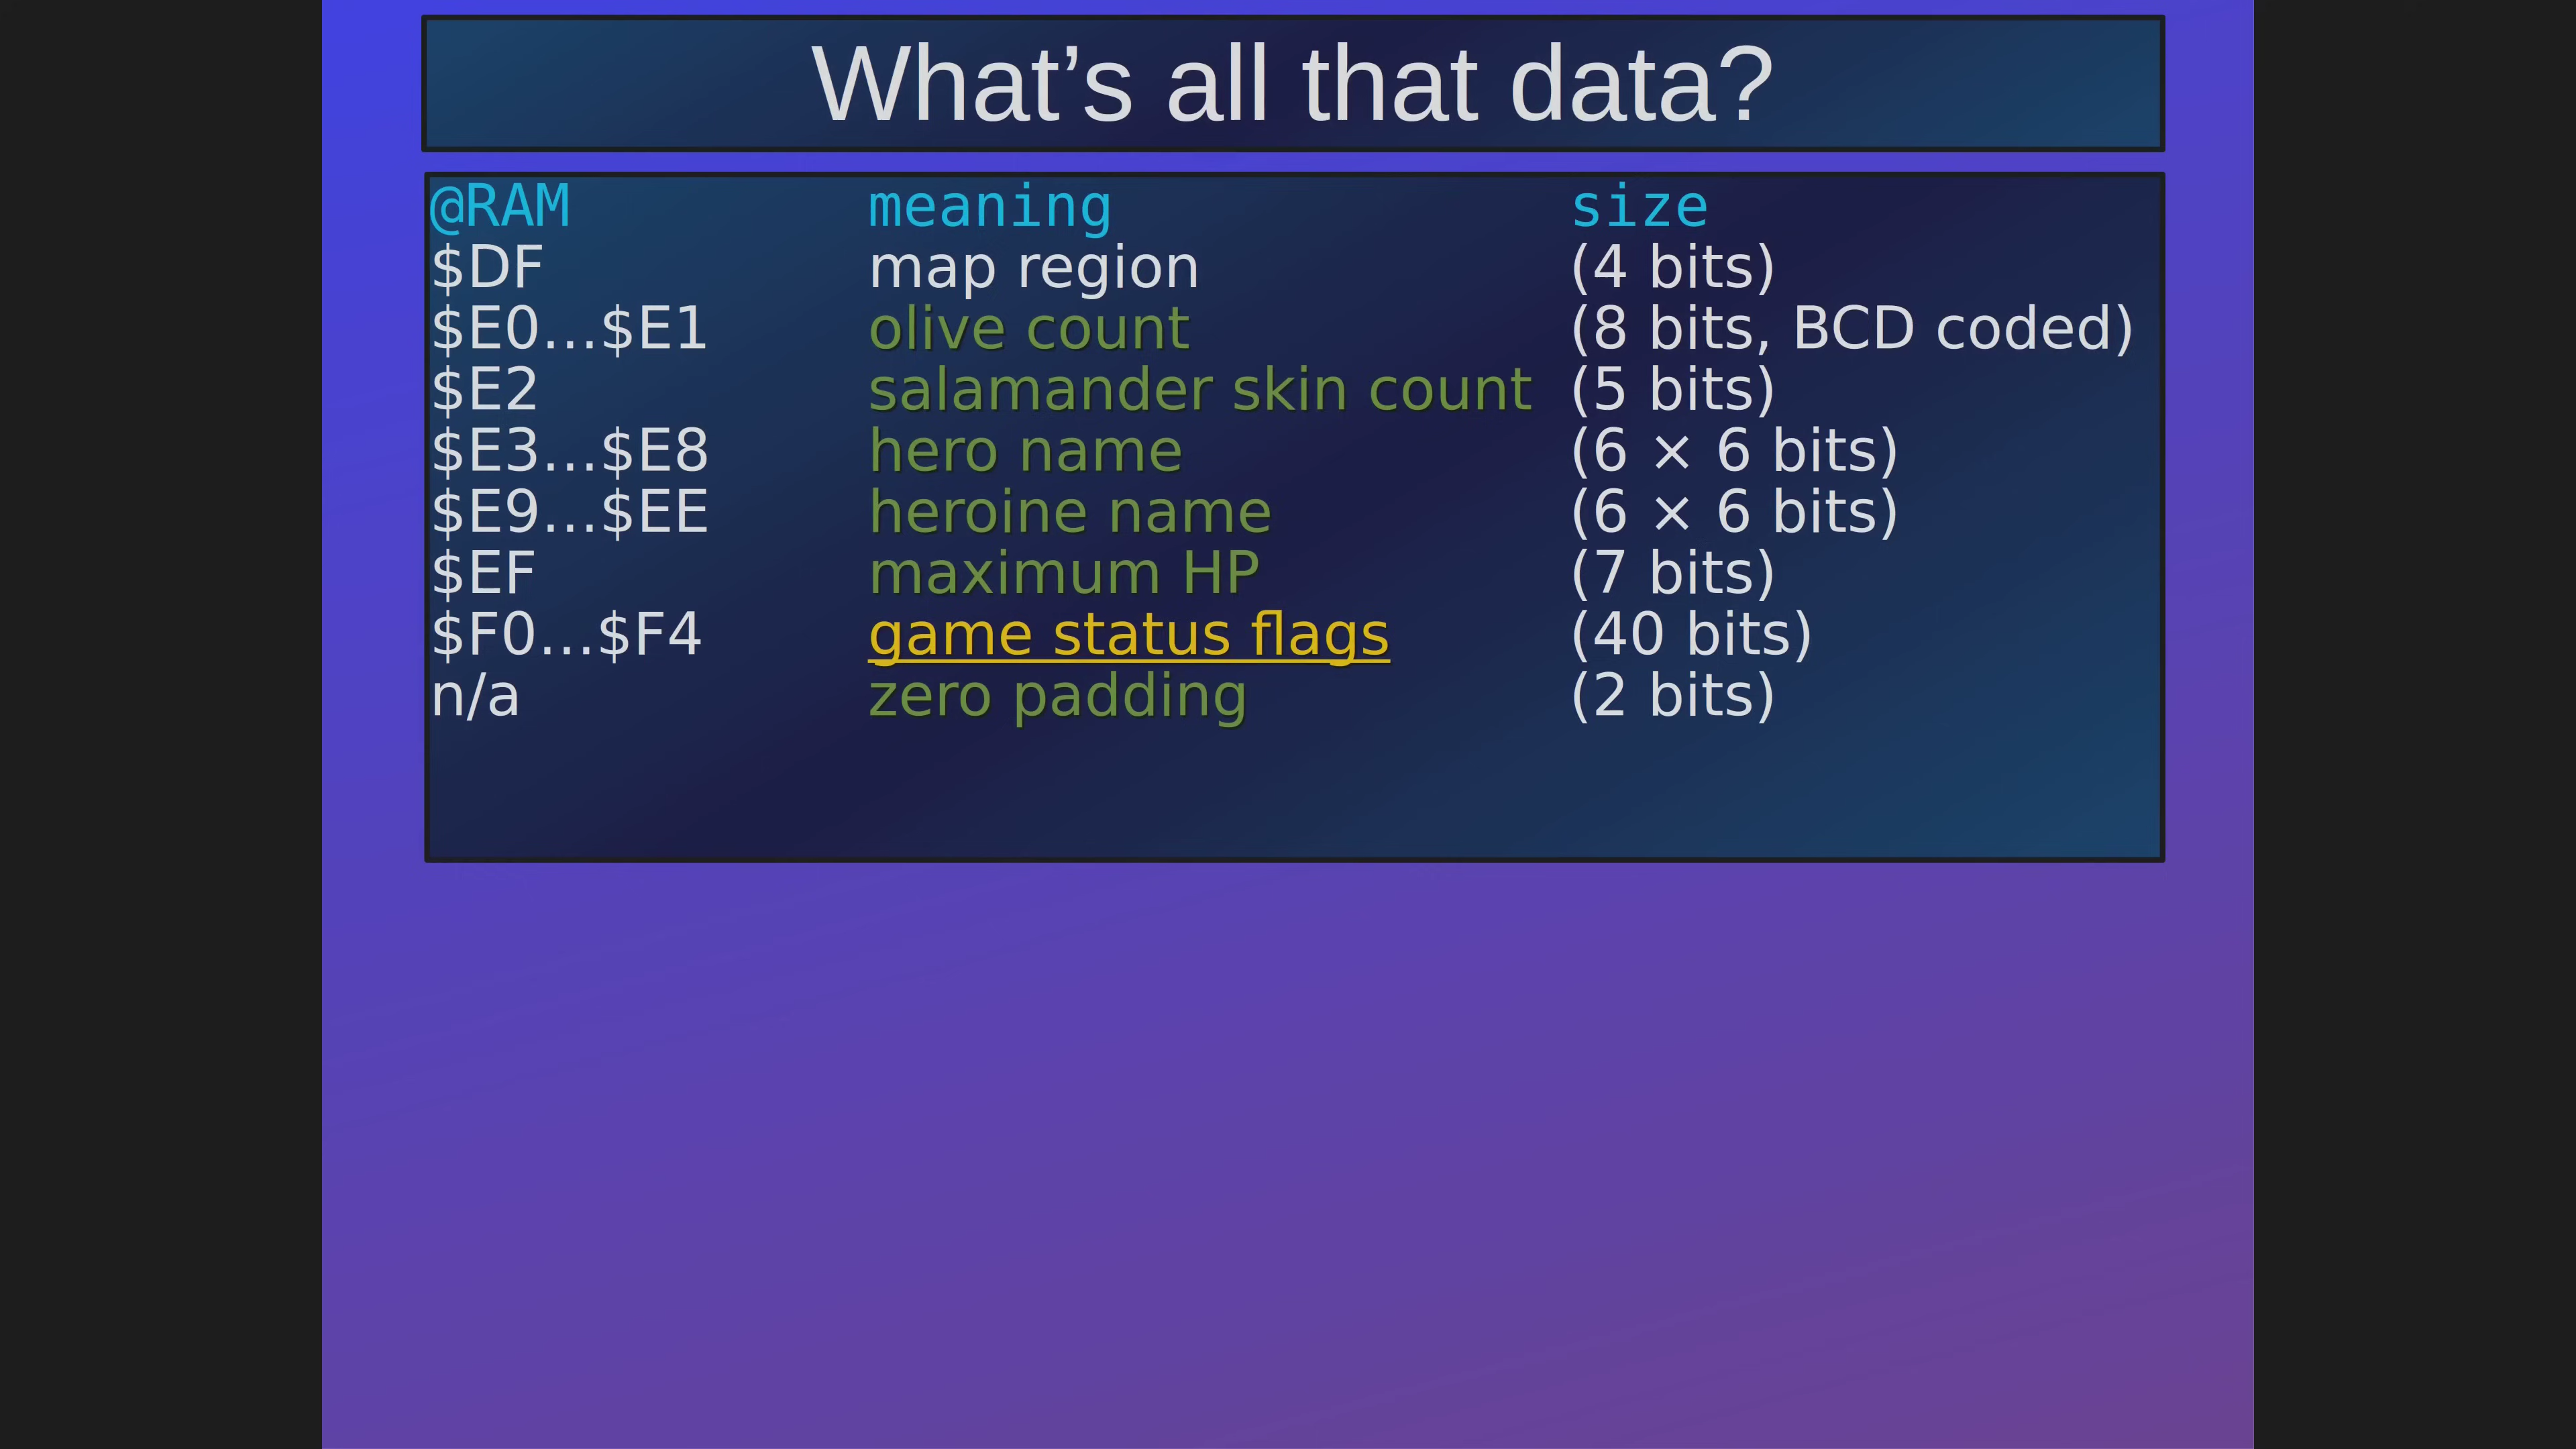 What’s all that data?
@RAM meaning size
$DF map region (4 bits)
$E0...$E1 olive count (8 bits, BCD coded)
$E2 salamander skin count (5 bits)
$E3...$E8 hero name (6 × 6 bits)
$E9...$EE heroine name (6 × 6 bits)
$EF maximum HP (7 bits)
$F0...$F4 game status flags (40 bits)
n/a zero padding (2 bits)